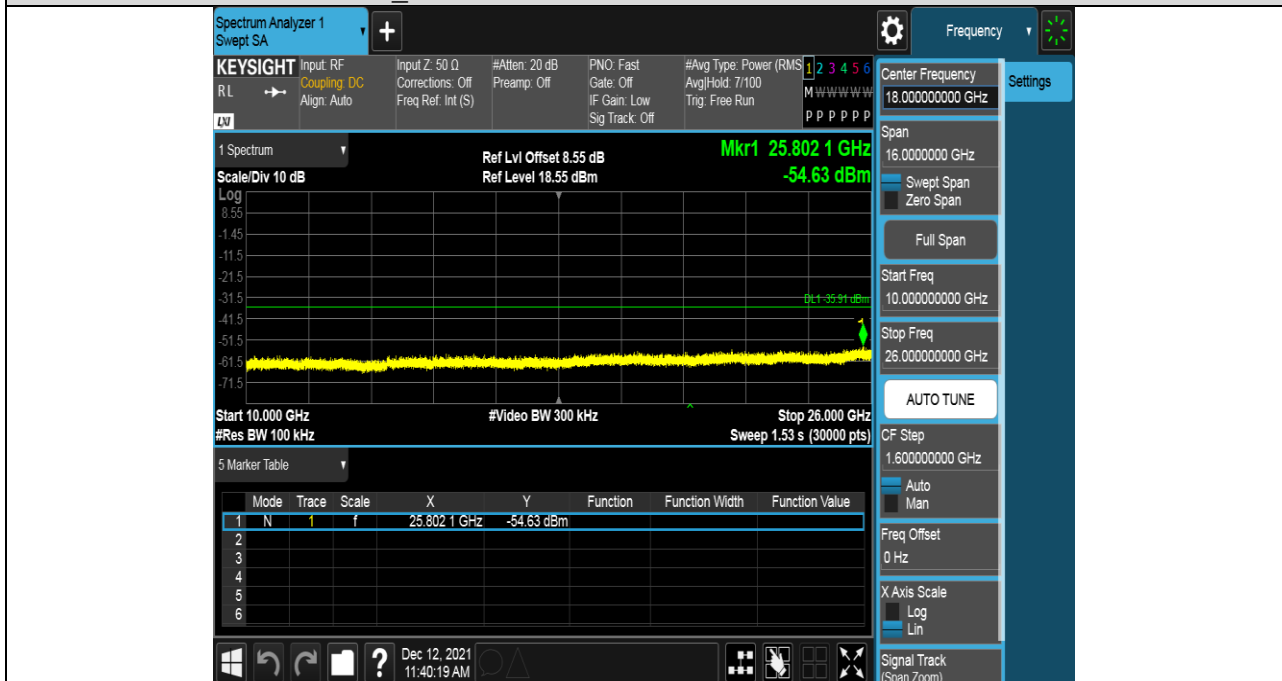 Spectrum Analyzer 1
Swept SA
Frequency
KEYSIGHT
RL
LXI
Input: RF
Coupling: DC
Align: Auto
Input Z: 50 Ω
Corrections: Off
Freq Ref: Int (S)
#Atten: 20 dB
Preamp: Off
PNO: Fast
Gate: Off
IF Gain: Low
Sig Track: Off
#Avg Type: Power (RMS
Avg|Hold: 7/100
Trig: Free Run
1 2 3 4 5 6
M W W W W W
P P P P P P
1 Spectrum
Scale/Div 10 dB
Ref Lvl Offset 8.55 dB
Ref Level 18.55 dBm
Mkr1 25.802 1 GHz
-54.63 dBm
Log
8.55
-1.45
-11.5
-21.5
-31.5
-41.5
-51.5
-61.5
-71.5
DL1 -35.91 dBm
1
Start 10.000 GHz
#Res BW 100 kHz
#Video BW 300 kHz
Stop 26.000 GHz
Sweep 1.53 s (30000 pts)
5 Marker Table
Mode Trace Scale X Y Function Function Width Function Value
1 N 1 f 25.802 1 GHz -54.63 dBm
2
3
4
5
6
Dec 12, 2021
11:40:19 AM
Center Frequency
18.000000000 GHz
Settings
Span
16.0000000 GHz
Swept Span
Zero Span
Full Span
Start Freq
10.000000000 GHz
Stop Freq
26.000000000 GHz
AUTO TUNE
CF Step
1.600000000 GHz
Auto
Man
Freq Offset
0 Hz
X Axis Scale
Log
Lin
Signal Track
(Span Zoom)